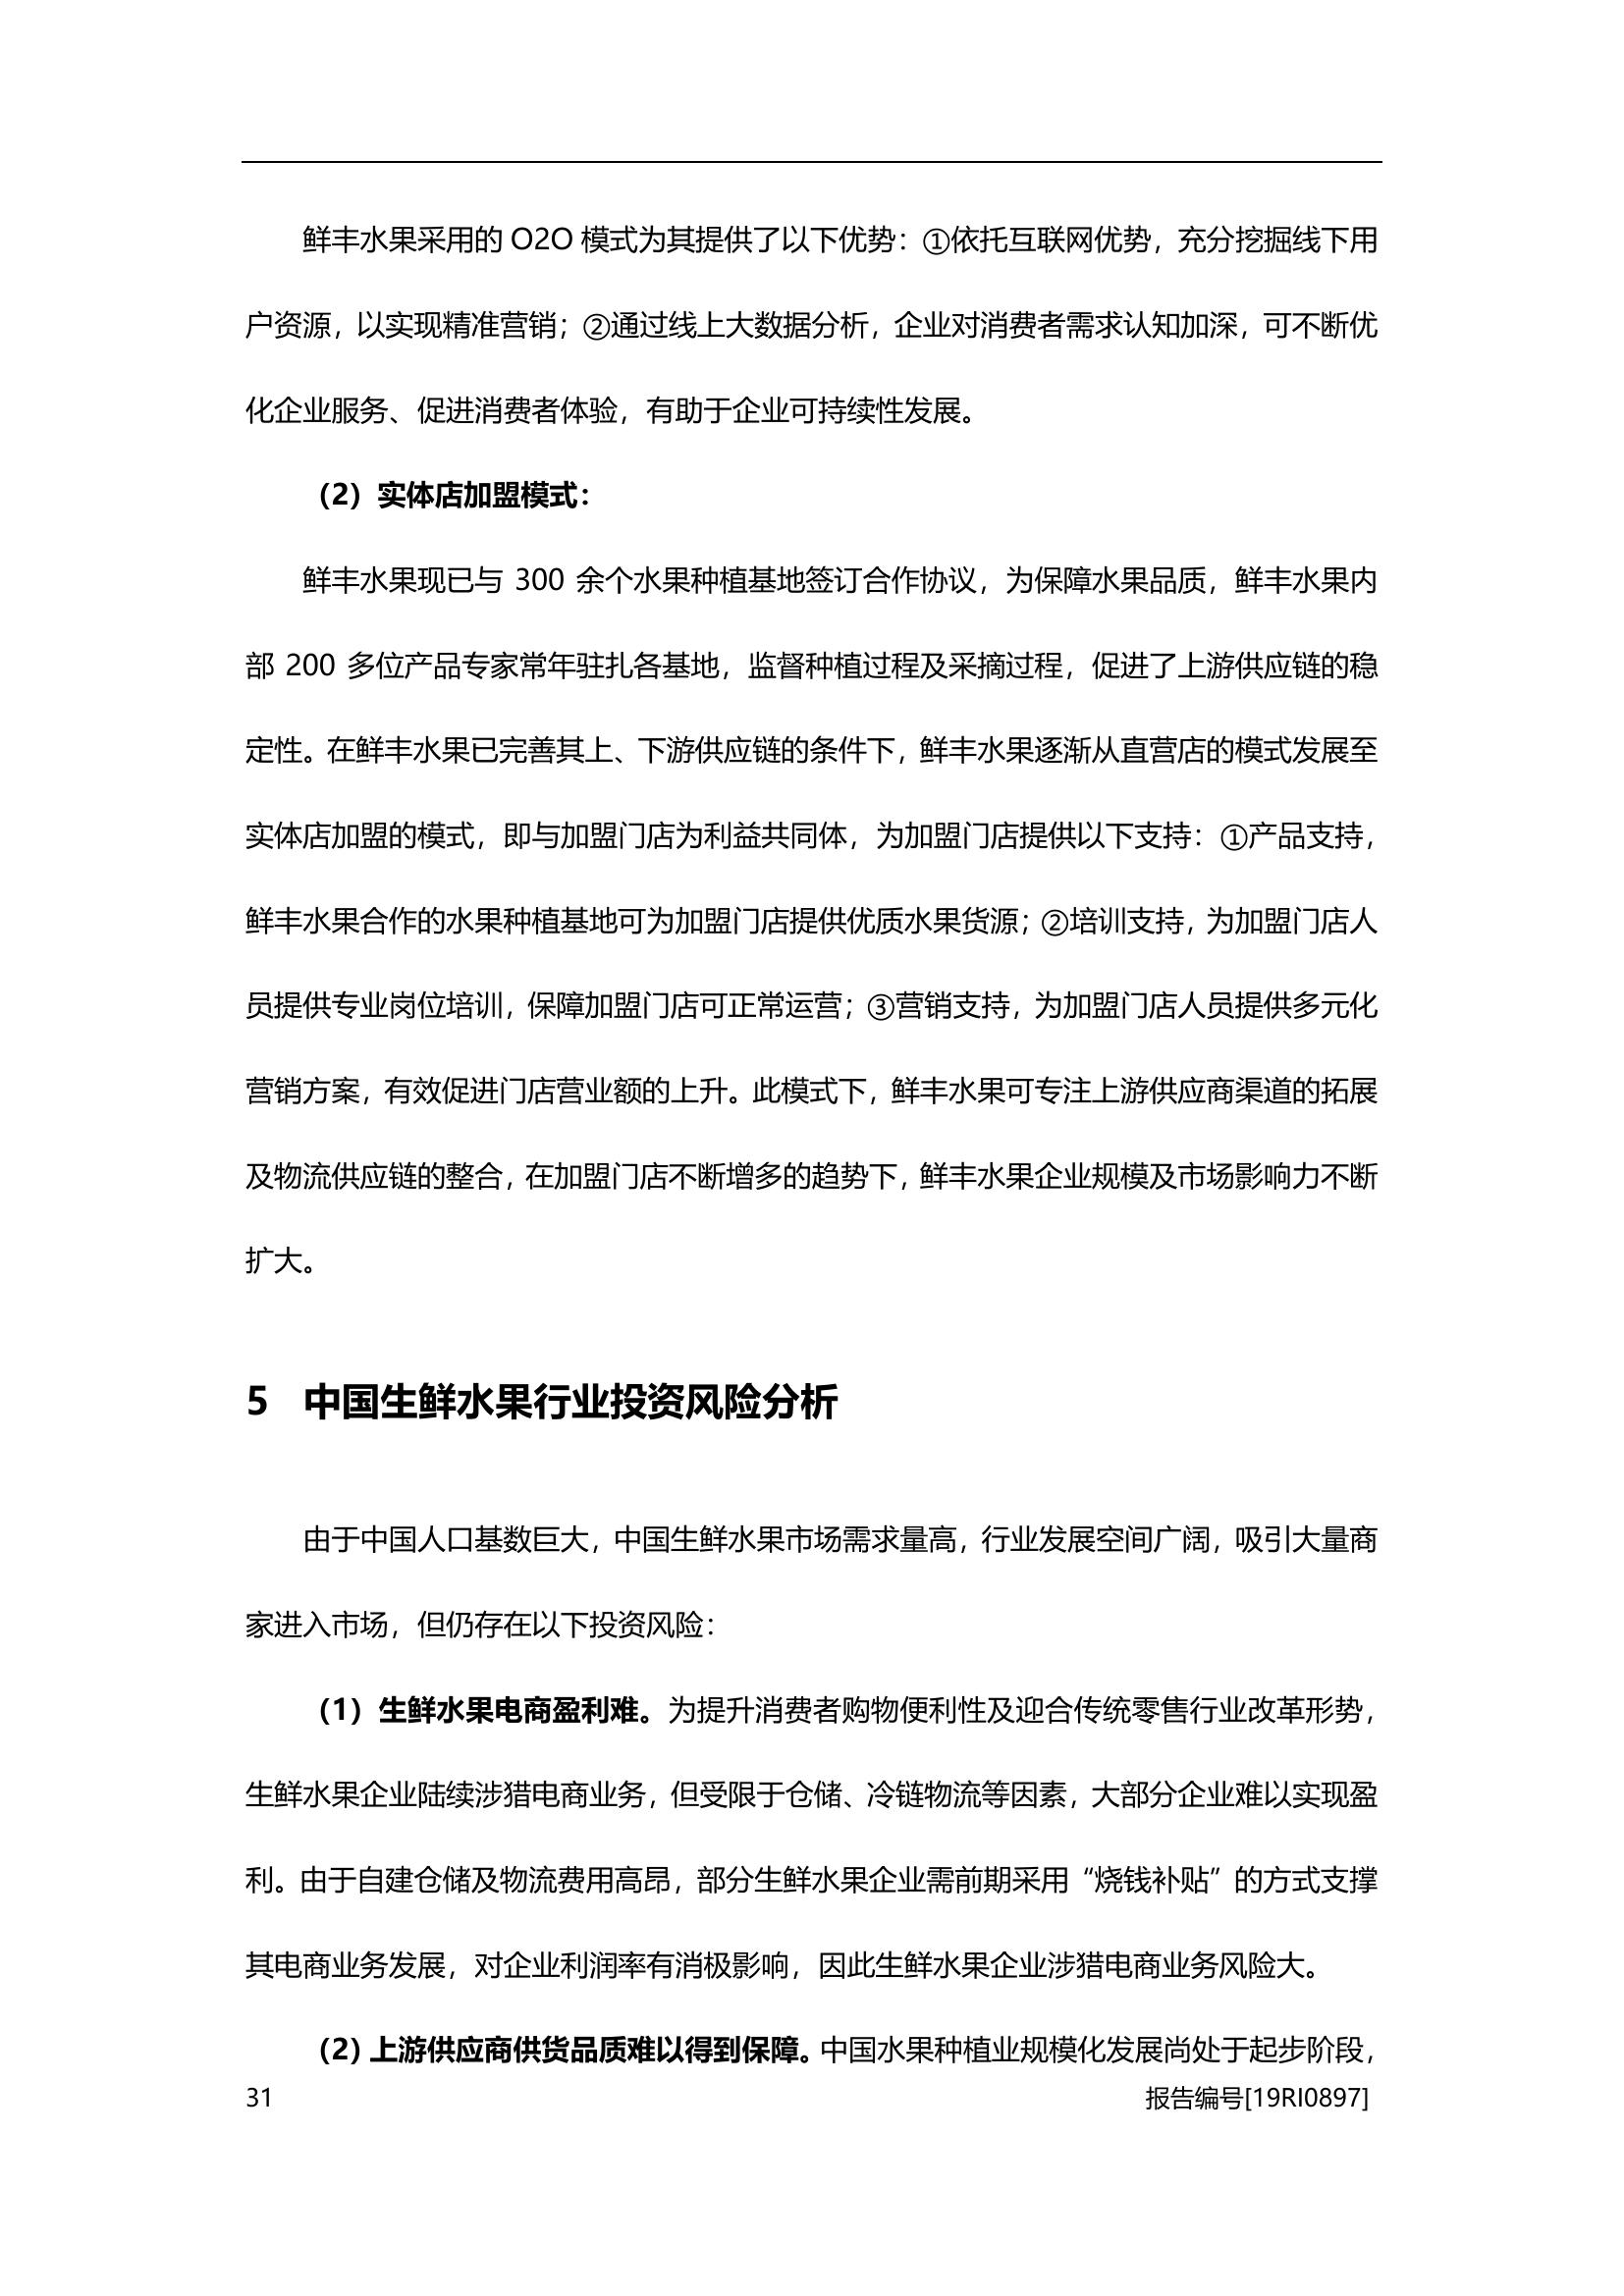 鲜丰水果采用的 O2O 模式为其提供了以下优势：①依托互联网优势，充分挖掘线下用
户资源，以实现精准营销；②通过线上大数据分析，企业对消费者需求认知加深，可不断优
化企业服务、促进消费者体验，有助于企业可持续性发展。
（2）实体店加盟模式：
鲜丰水果现已与 300 余个水果种植基地签订合作协议，为保障水果品质，鲜丰水果内
部 200 多位产品专家常年驻扎各基地，监督种植过程及采摘过程，促进了上游供应链的稳
定性。在鲜丰水果已完善其上、下游供应链的条件下，鲜丰水果逐渐从直营店的模式发展至
实体店加盟的模式，即与加盟门店为利益共同体，为加盟门店提供以下支持：①产品支持，
鲜丰水果合作的水果种植基地可为加盟门店提供优质水果货源；②培训支持，为加盟门店人
员提供专业岗位培训，保障加盟门店可正常运营；③营销支持，为加盟门店人员提供多元化
营销方案，有效促进门店营业额的上升。此模式下，鲜丰水果可专注上游供应商渠道的拓展
及物流供应链的整合，在加盟门店不断增多的趋势下，鲜丰水果企业规模及市场影响力不断
扩大。
5 中国生鲜水果行业投资风险分析
由于中国人口基数巨大，中国生鲜水果市场需求量高，行业发展空间广阔，吸引大量商
家进入市场，但仍存在以下投资风险：
（1）生鲜水果电商盈利难。为提升消费者购物便利性及迎合传统零售行业改革形势，
生鲜水果企业陆续涉猎电商业务，但受限于仓储、冷链物流等因素，大部分企业难以实现盈
利。由于自建仓储及物流费用高昂，部分生鲜水果企业需前期采用“烧钱补贴”的方式支撑
其电商业务发展，对企业利润率有消极影响，因此生鲜水果企业涉猎电商业务风险大。
（2）上游供应商供货品质难以得到保障。中国水果种植业规模化发展尚处于起步阶段，
31 报告编号[19RI0897]